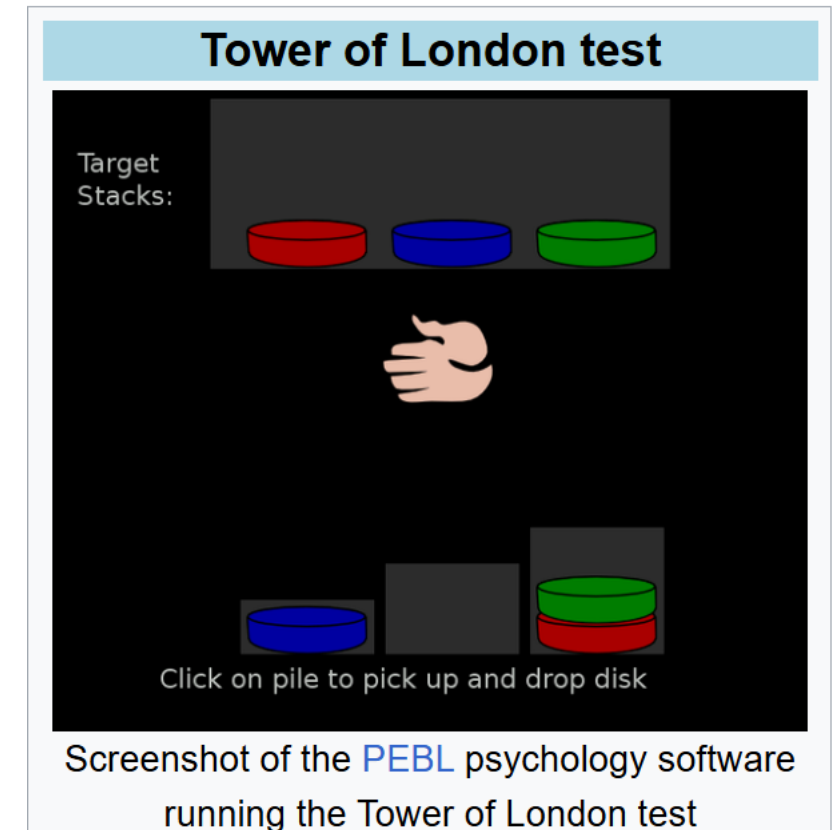 Tower of London test
Target
Stacks:
Click on pile to pick up and drop disk
Screenshot of the PEBL psychology software
running the Tower of London test